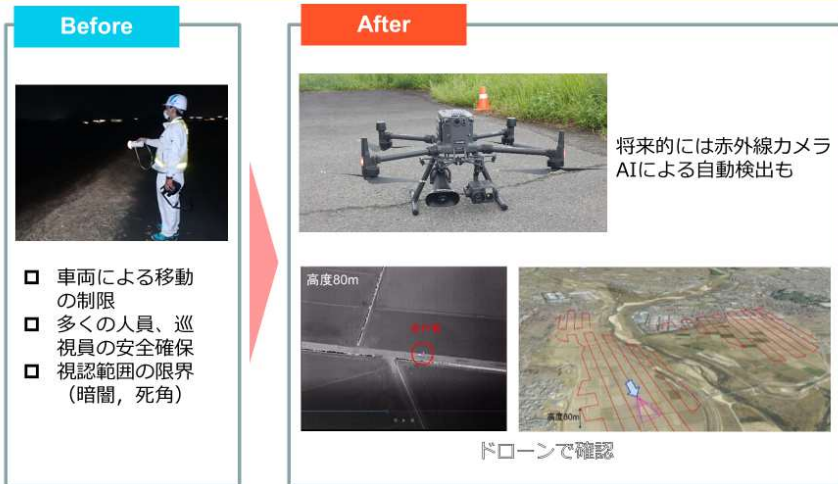 Before
車両による移動
の制限
多くの人員、巡
視員の安全確保
視認範囲の限界
（暗闇，死角）
After
将来的には赤外線カメラ
AIによる自動検出も
高度80m
高度80m
ドローンで確認